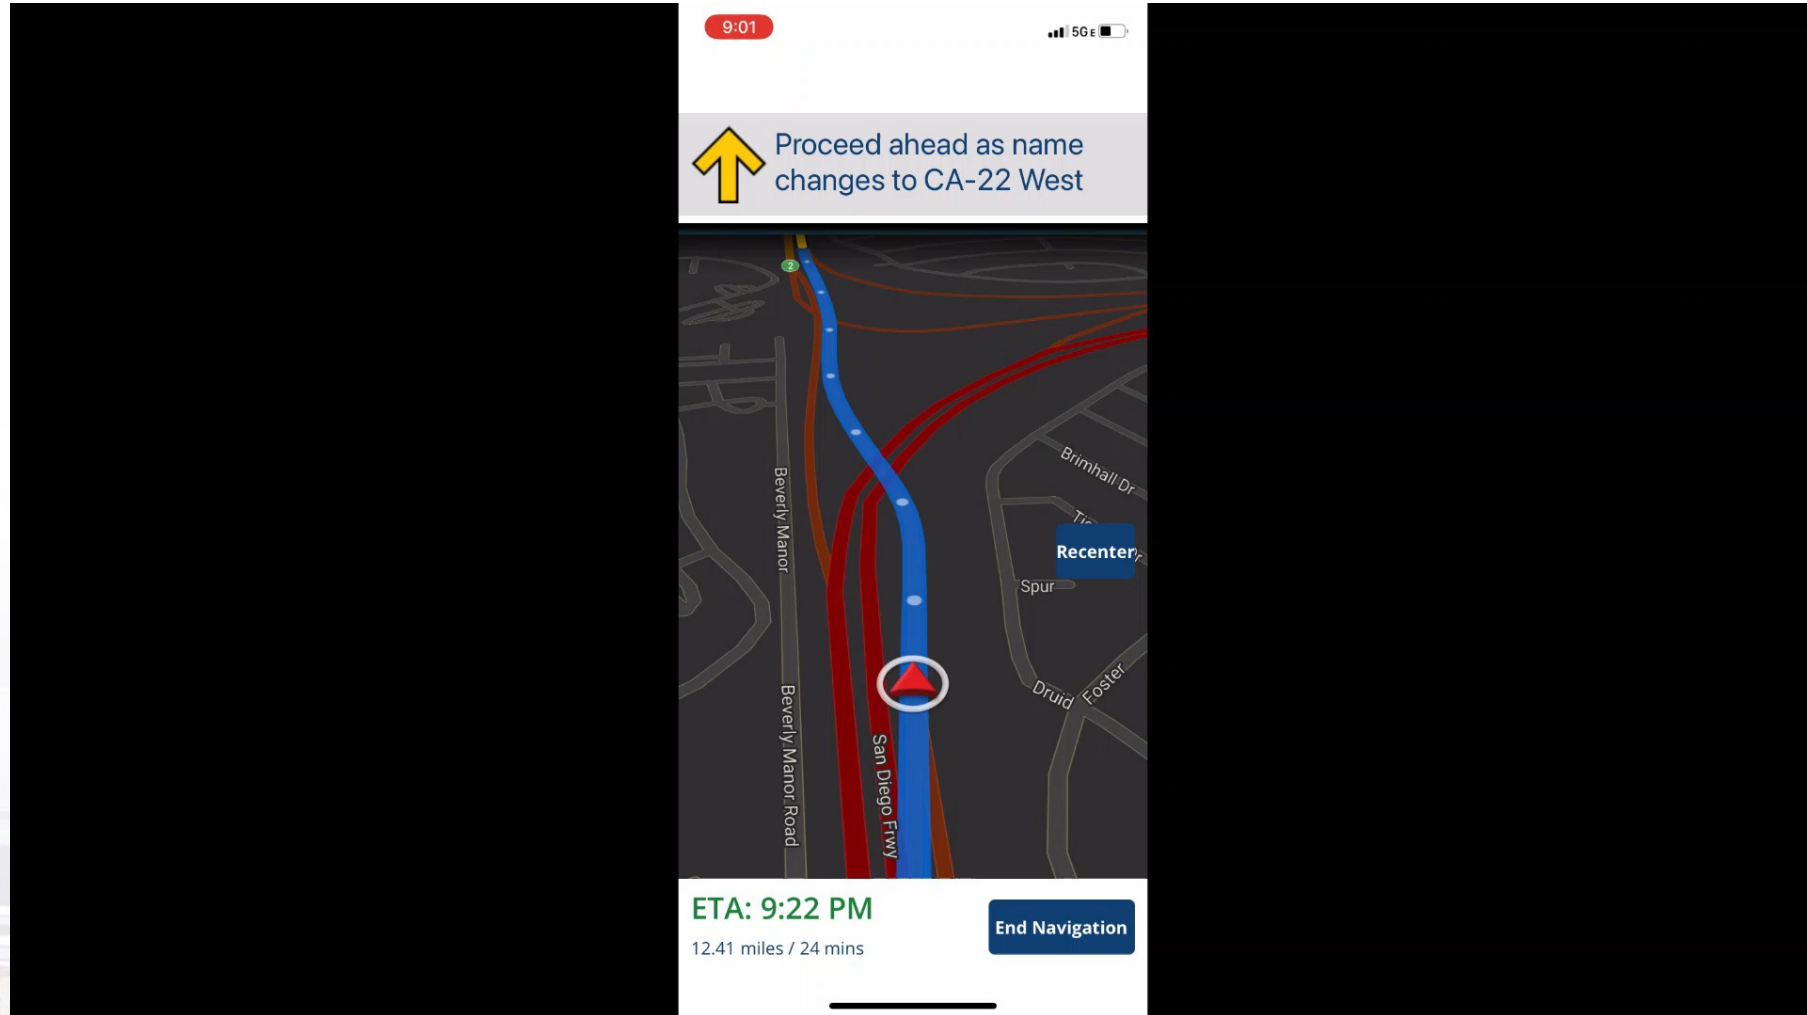 9:01
5GE
Proceed ahead as name
changes to CA-22 West
2
Brimhall Dr
Beverly Manor
Recenter
Spur
Druid
Foster
Beverly Manor Road
San Diego Frwy
ETA: 9:22 PM
End Navigation
12.41 miles / 24 mins